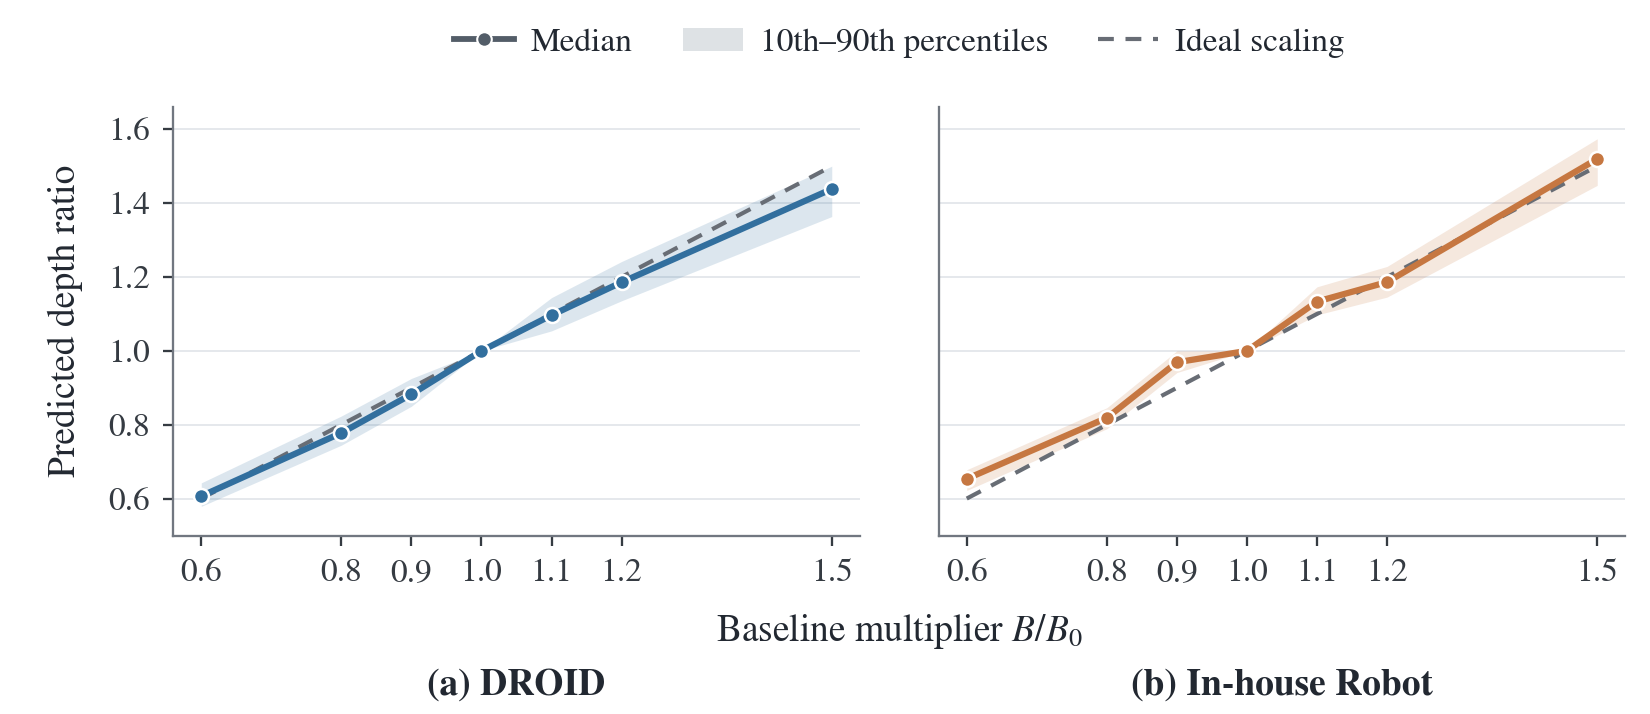 Median 10th–90th percentiles Ideal scaling
Predicted depth ratio
1.6
1.4
1.2
1.0
0.8
0.6
0.6 0.8 0.9 1.0 1.1 1.2 1.5
0.6 0.8 0.9 1.0 1.1 1.2 1.5
Baseline multiplier B/B₀
(a) DROID
(b) In-house Robot